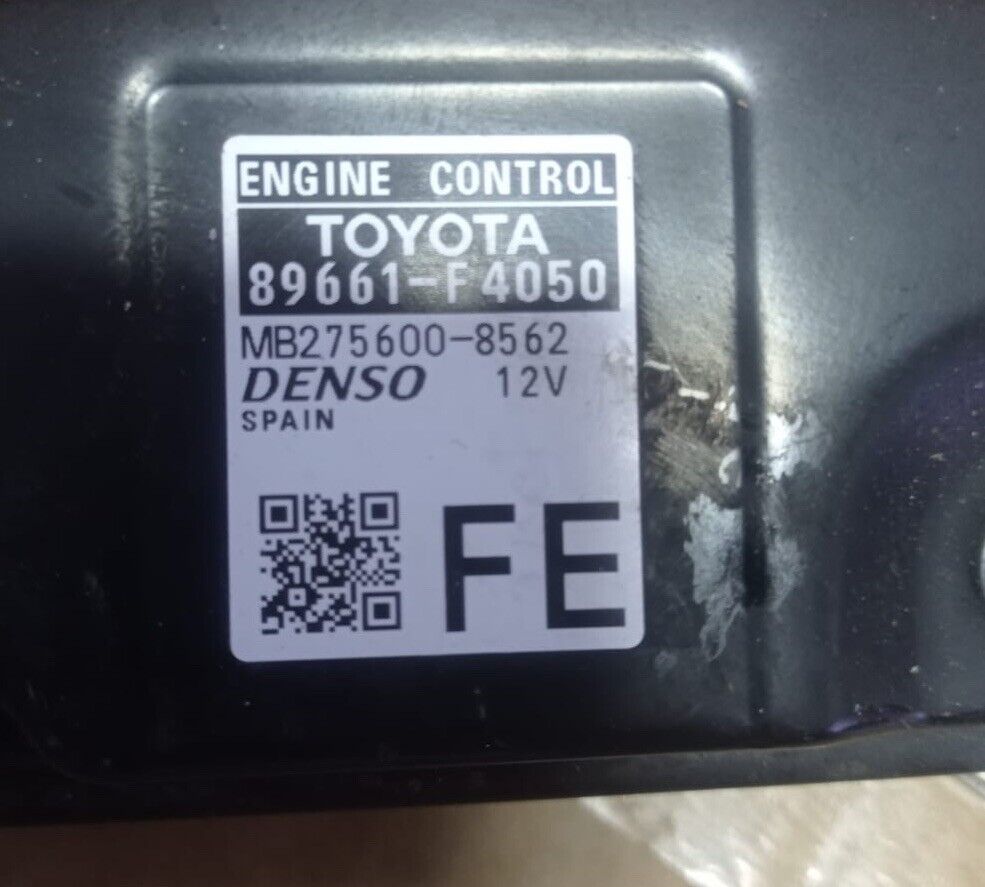 ENGINE CONTROL
TOYOTA
89661-F4050
MB275600-8562
DENSO 12V
SPAIN
FE